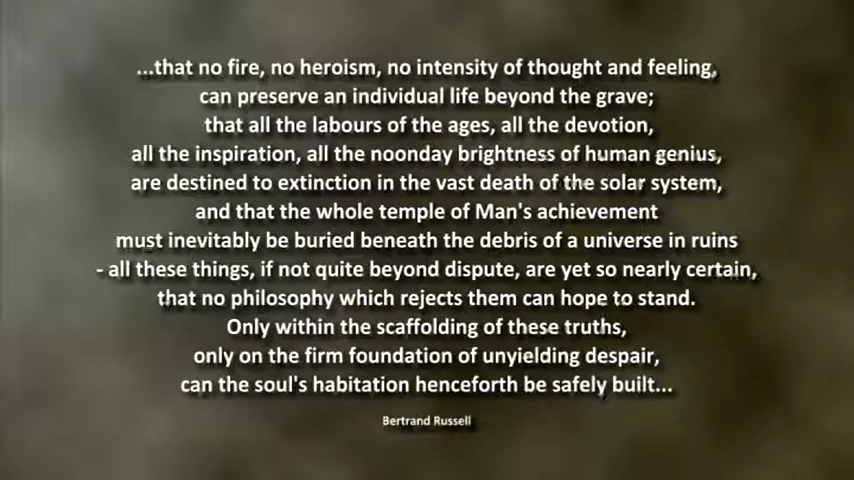 ...that no fire, no heroism, no intensity of thought and feeling,
can preserve an individual life beyond the grave;
that all the labours of the ages, all the devotion,
all the inspiration, all the noonday brightness of human genius,
are destined to extinction in the vast death of the solar system,
and that the whole temple of Man's achievement
must inevitably be buried beneath the debris of a universe in ruins
- all these things, if not quite beyond dispute, are yet so nearly certain,
that no philosophy which rejects them can hope to stand.
Only within the scaffolding of these truths,
only on the firm foundation of unyielding despair,
can the soul's habitation henceforth be safely built...
Bertrand Russell